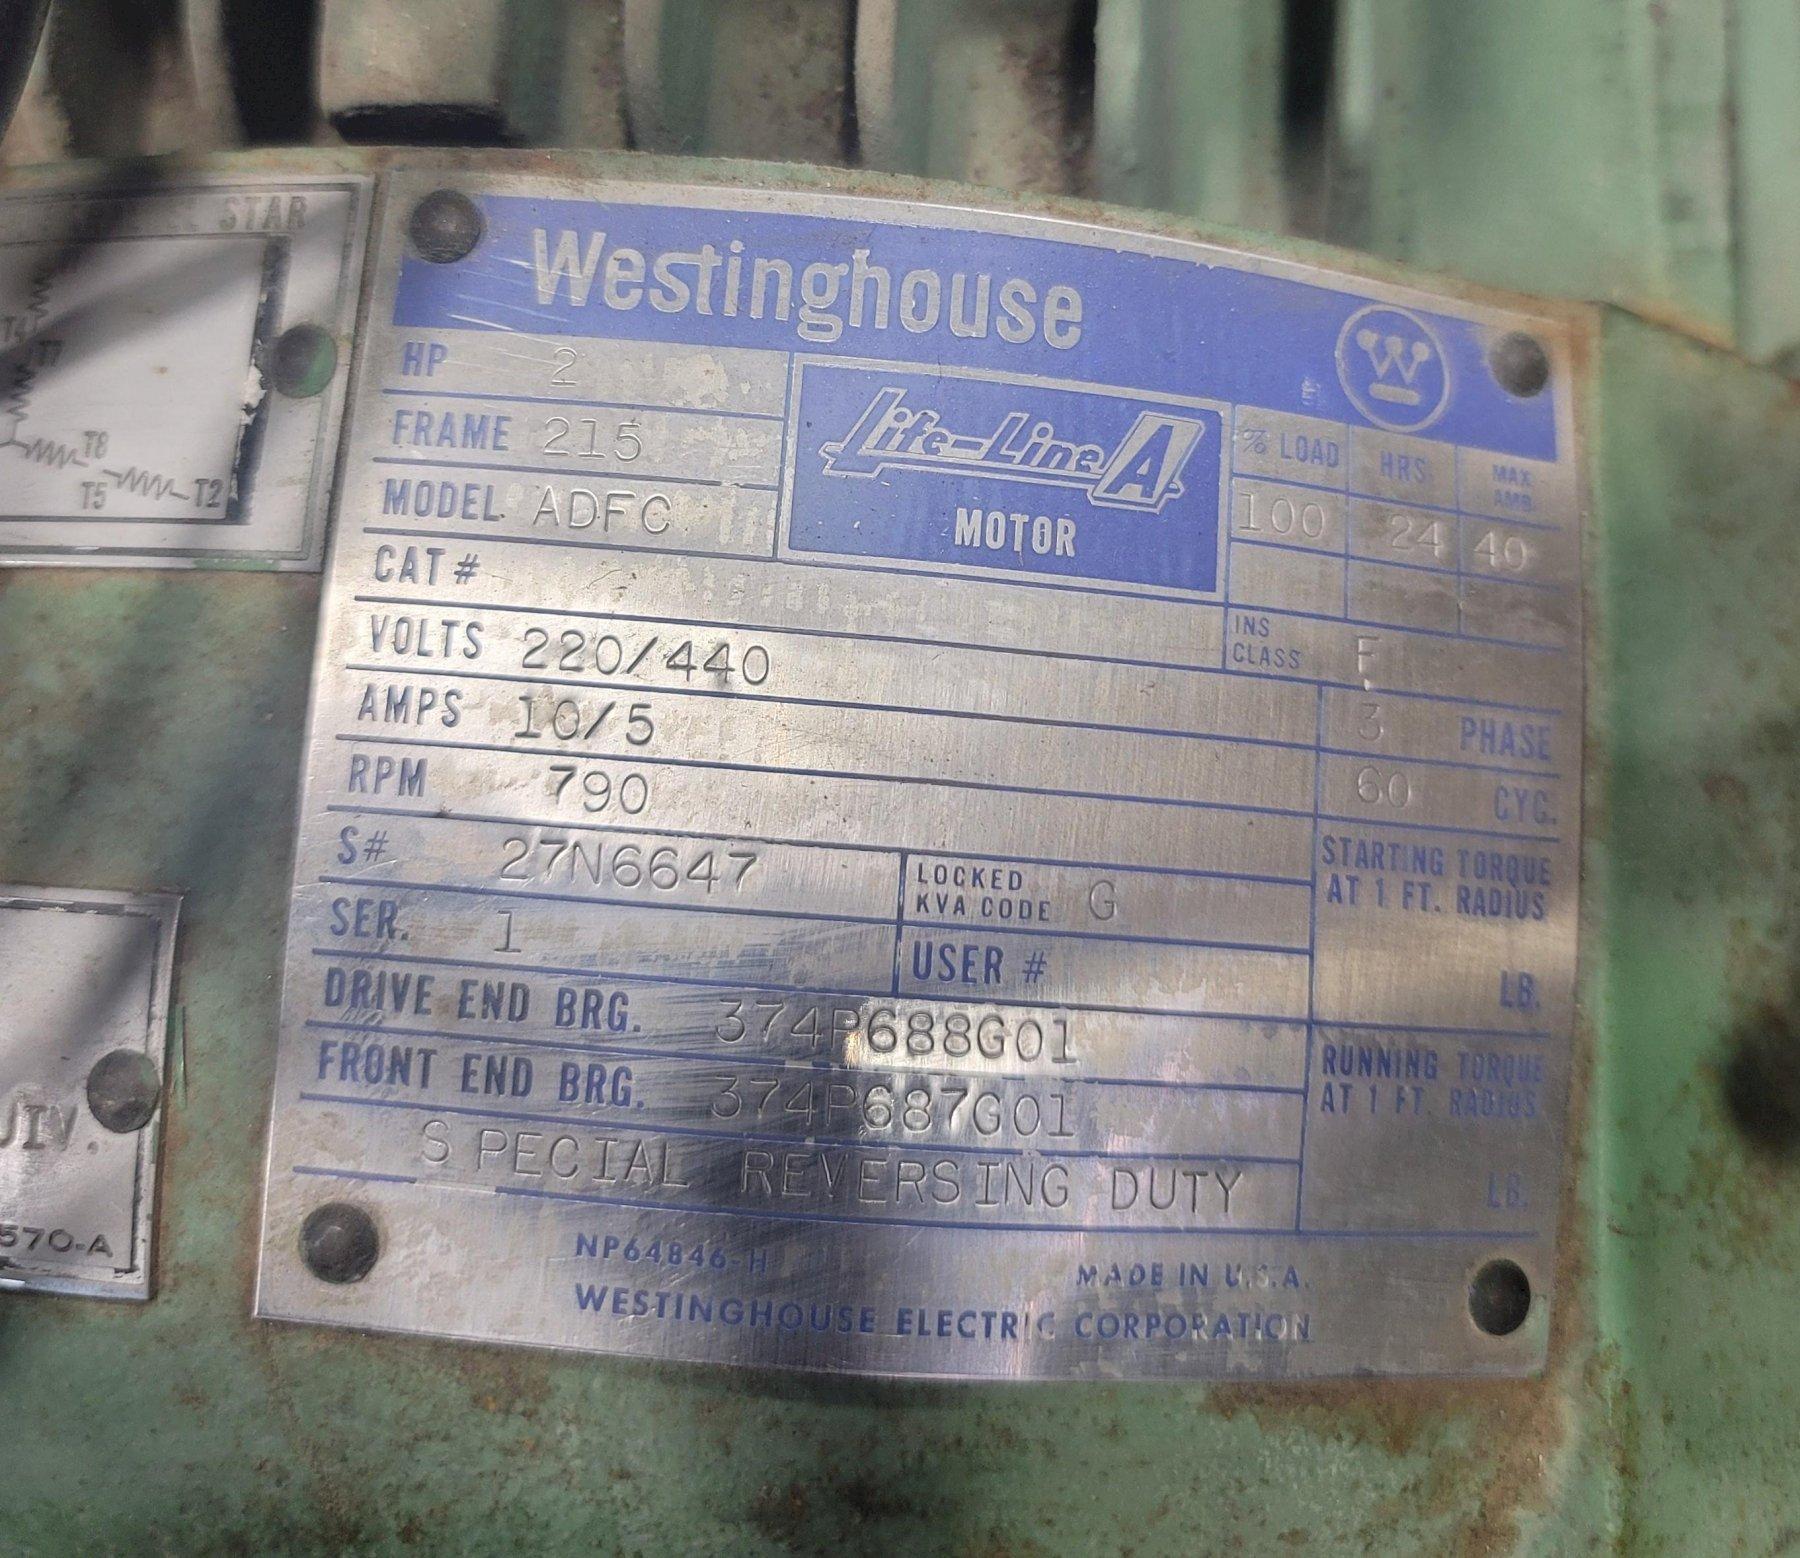 STAR
T4
T7
T8
T5
T2
Westinghouse
W
HP 2
Life-Line A
MOTOR
% LOAD HRS. MAX. AMB.
100 24 40
FRAME 215
MODEL ADFC
CAT #
INS CLASS F
VOLTS 220/440
AMPS 10/5
3 PHASE
RPM 790
60 CYC.
S# 27N6647
LOCKED KVA CODE G
STARTING TORQUE
AT 1 FT. RADIUS
LB.
SER. 1
USER #
DRIVE END BRG. 374P688G01
FRONT END BRG. 374P687G01
RUNNING TORQUE
AT 1 FT. RADIUS
LB.
SPECIAL REVERSING DUTY
NP64846-H
MADE IN U.S.A.
WESTINGHOUSE ELECTRIC CORPORATION
570-A